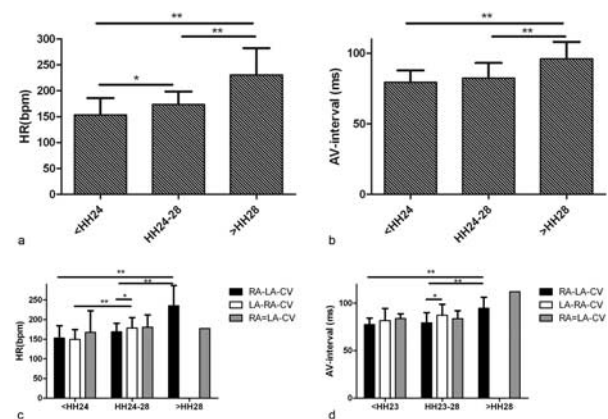 **
**
*
HR(bpm)
300
250
200
150
100
50
0
<HH24
HH24-28
>HH28
a
**
**
AV-interval (ms)
100
50
0
<HH24
HH24-28
>HH28
b
**
**
*
**
RA-LA-CV
LA-RA-CV
RA=LA-CV
HR(bpm)
250
200
150
100
50
0
<HH24
HH24-28
>HH28
c
**
**
*
RA-LA-CV
LA-RA-CV
RA=LA-CV
AV-interval (ms)
100
50
0
<HH23
HH23-28
>HH28
d